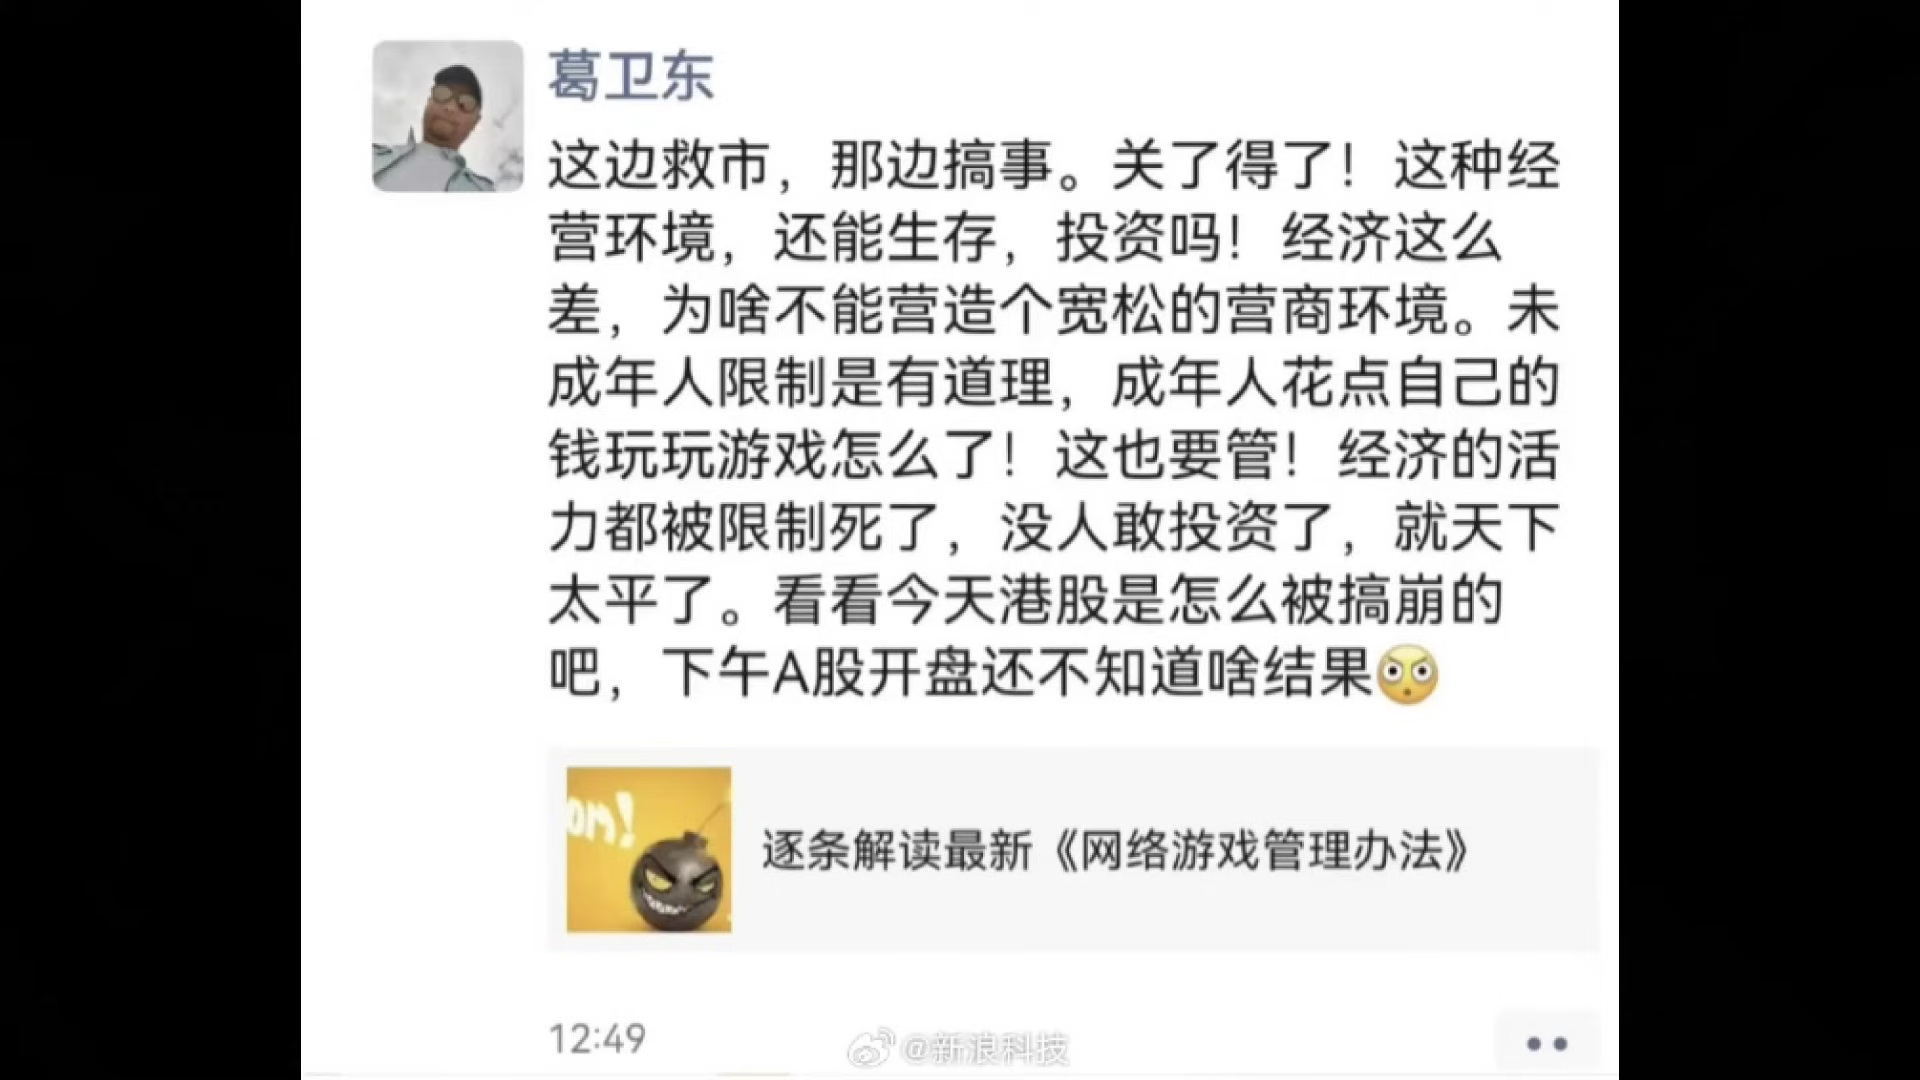 葛卫东
这边救市，那边搞事。关了得了！这种经
营环境，还能生存，投资吗！经济这么
差，为啥不能营造个宽松的营商环境。未
成年人限制是有道理，成年人花点自己的
钱玩玩游戏怎么了！这也要管！经济的活
力都被限制死了，没人敢投资了，就天下
太平了。看看今天港股是怎么被搞崩的
吧，下午A股开盘还不知道啥结果
om!
逐条解读最新《网络游戏管理办法》
12:49
@新浪科技